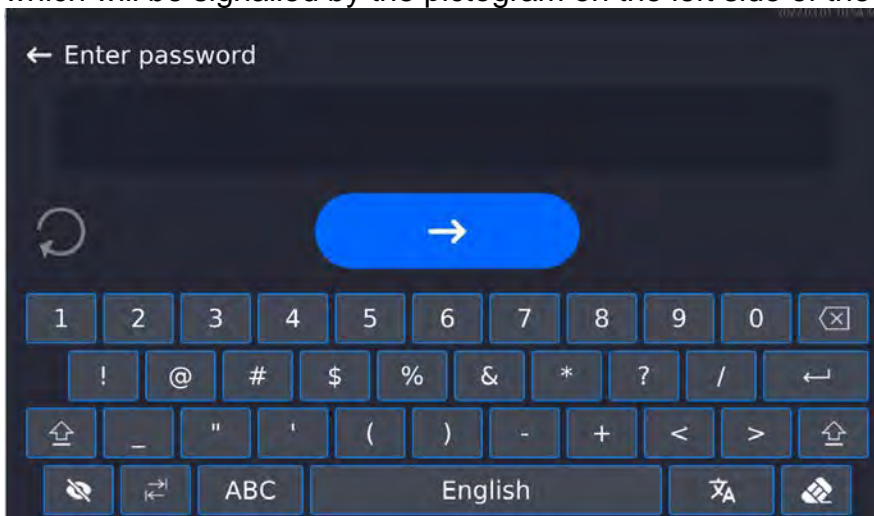 which will be signalled by the pictogram on the left side of the
← Enter password
→
1 2 3 4 5 6 7 8 9 0
! @ # $ % & * ? / 
_ " ' ( ) - + < >
ABC English